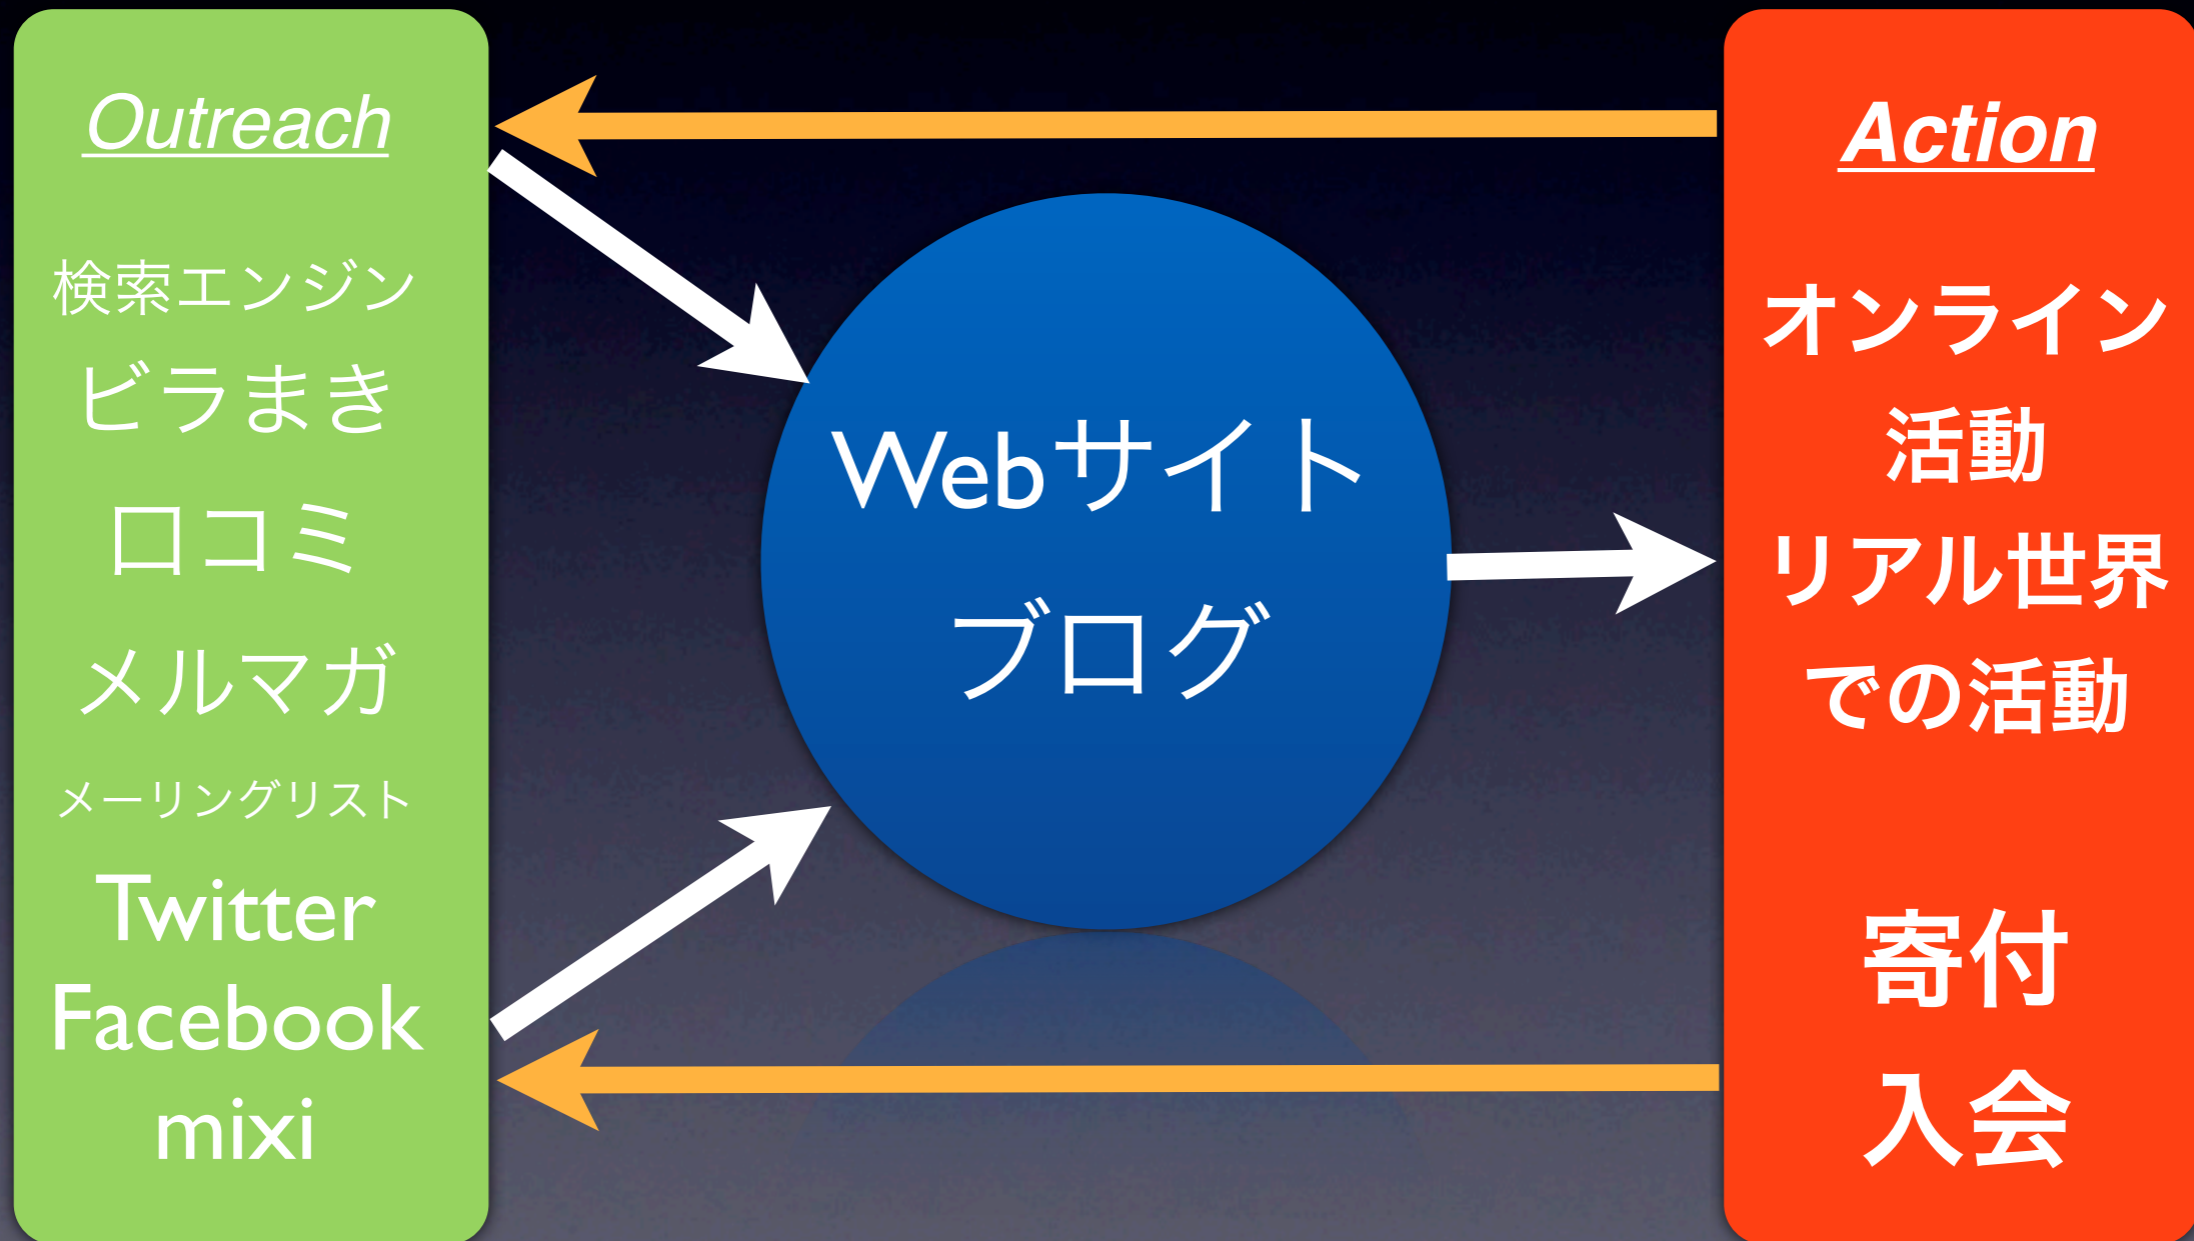 Outreach
検索エンジン
ビラまき
口コミ
メルマガ
メーリングリスト
Twitter
Facebook
mixi
Webサイト
ブログ
Action
オンライン
活動
リアル世界
での活動
寄付
入会